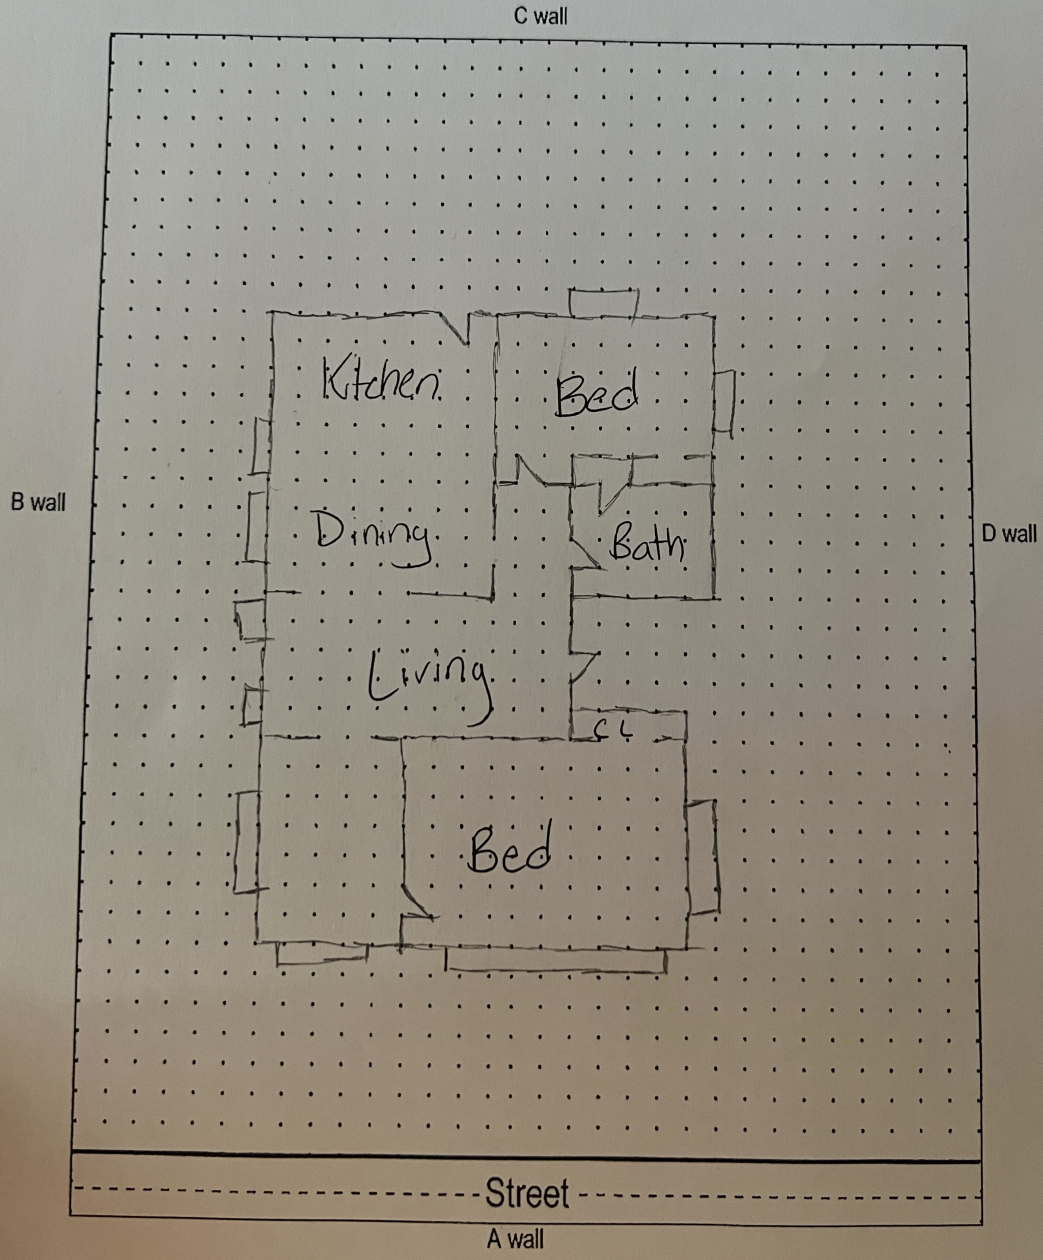 C wall
Kitchen
Bed
B wall
Dining
Bath
D wall
Living
CL
Bed
Street
A wall